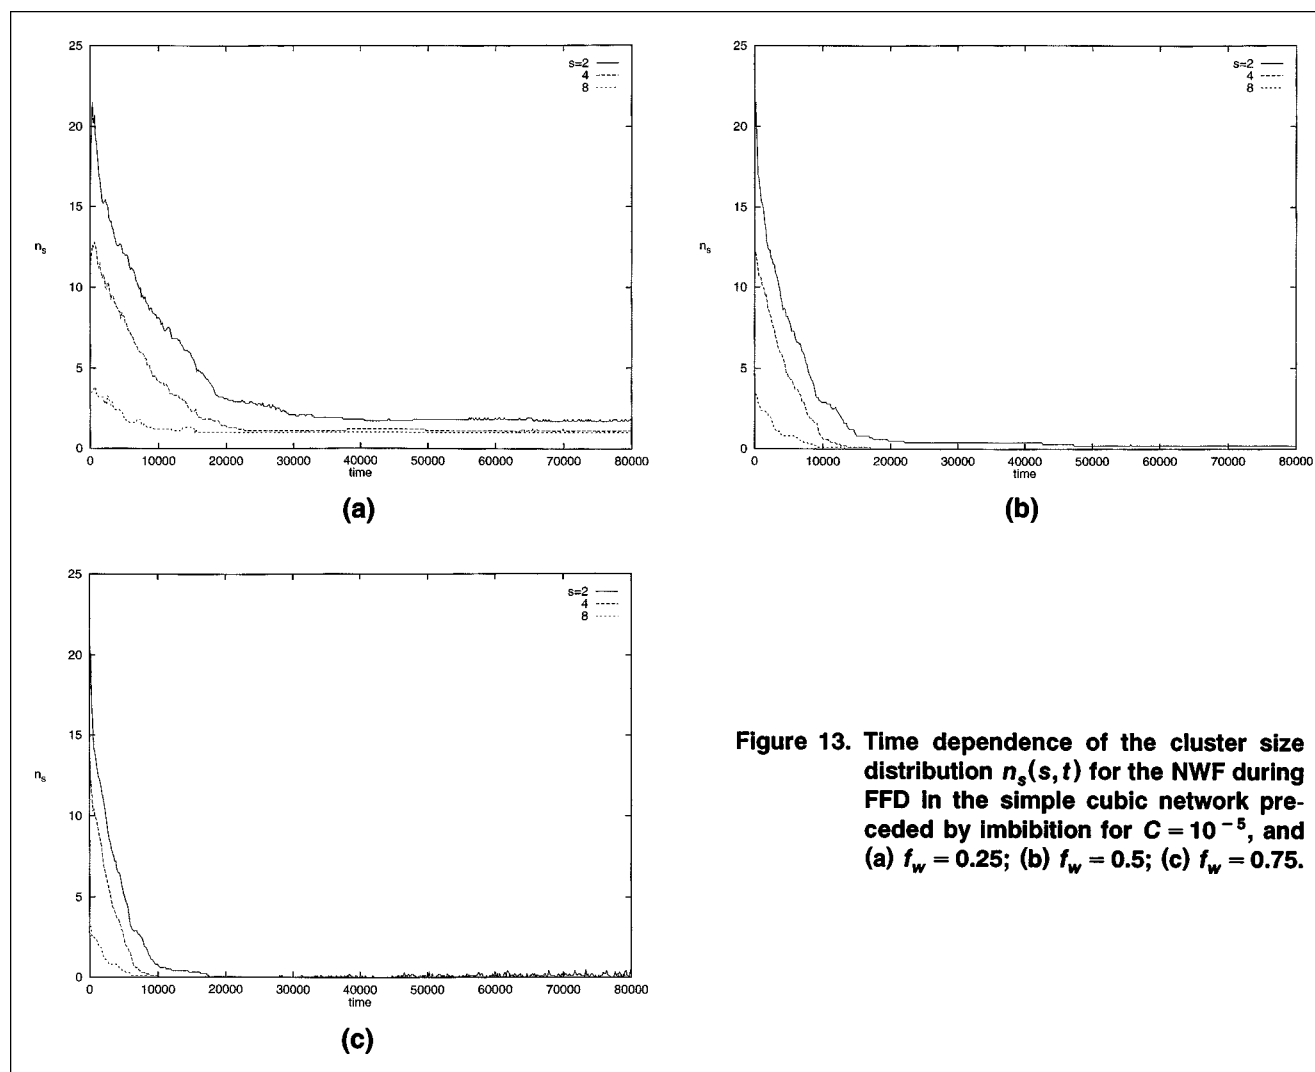 25
20
15
10
5
0
n_s
s=2
4
8
0 10000 20000 30000 40000 50000 60000 70000 80000
time
(a)
25
20
15
10
5
0
n_s
s=2
4
8
0 10000 20000 30000 40000 50000 60000 70000 80000
time
(b)
25
20
15
10
5
0
n_s
s=2
4
8
0 10000 20000 30000 40000 50000 60000 70000 80000
time
(c)
Figure 13. Time dependence of the cluster size
distribution n_s(s, t) for the NWF during
FFD in the simple cubic network pre-
ceded by imbibition for C = 10^{-5}, and
(a) f_w = 0.25; (b) f_w = 0.5; (c) f_w = 0.75.